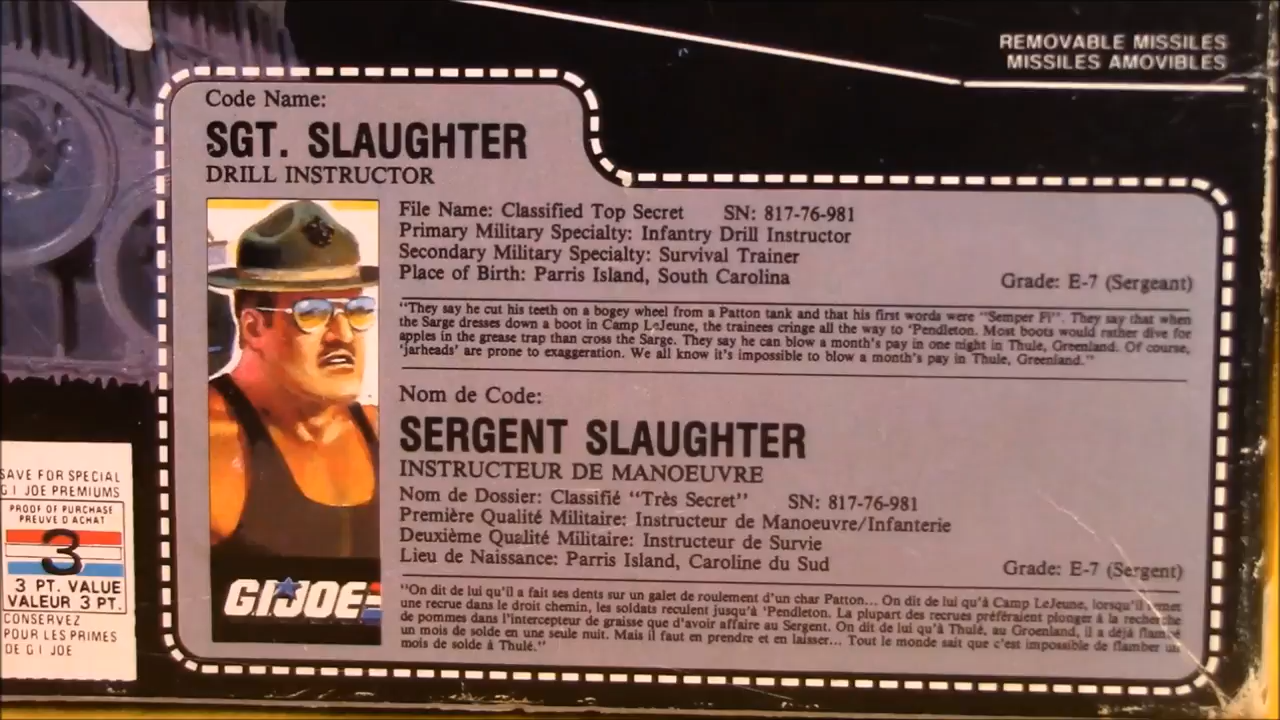 REMOVABLE MISSILES
MISSILES AMOVIBLES
Code Name:
SGT. SLAUGHTER
DRILL INSTRUCTOR
File Name: Classified Top Secret SN: 817-76-981
Primary Military Specialty: Infantry Drill Instructor
Secondary Military Specialty: Survival Trainer
Place of Birth: Parris Island, South Carolina
Grade: E-7 (Sergeant)
"They say he cut his teeth on a bogey wheel from a Patton tank and that his first words were "Semper Fi". They say that when
the Sarge dresses down a boot in Camp LeJeune, the trainees cringe all the way to 'Pendleton. Most boots would rather dive for
apples in the grease trap than cross the Sarge. They say he can blow a month's pay in one night in Thule, Greenland. Of course,
'jarheads' are prone to exaggeration. We all know it's impossible to blow a month's pay in Thule, Greenland."
Nom de Code:
SERGENT SLAUGHTER
INSTRUCTEUR DE MANOEUVRE
Nom de Dossier: Classifié "Très Secret" SN: 817-76-981
Première Qualité Militaire: Instructeur de Manoeuvre/Infanterie
Deuxième Qualité Militaire: Instructeur de Survie
Lieu de Naissance: Parris Island, Caroline du Sud
Grade: E-7 (Sergent)
"On dit de lui qu'il a fait ses dents sur un galet de roulement d'un char Patton... On dit de lui qu'à Camp LeJeune, lorsqu'il remet
une recrue dans le droit chemin, les soldats reculent jusqu'à 'Pendleton. La plupart des recrues préféraient plonger à la recherche
de pommes dans l'intercepteur de graisse que d'avoir affaire au Sergent. On dit de lui qu'à Thulé, au Groenland, il a déjà flambé
un mois de solde en une seule nuit. Mais il faut en prendre et en laisser... Tout le monde sait que c'est impossible de flamber un
mois de solde à Thulé."
GI JOE
SAVE FOR SPECIAL
G I JOE PREMIUMS
PROOF OF PURCHASE
PREUVE D ACHAT
3
3 PT. VALUE
VALEUR 3 PT.
CONSERVEZ
POUR LES PRIMES
DE G I JOE